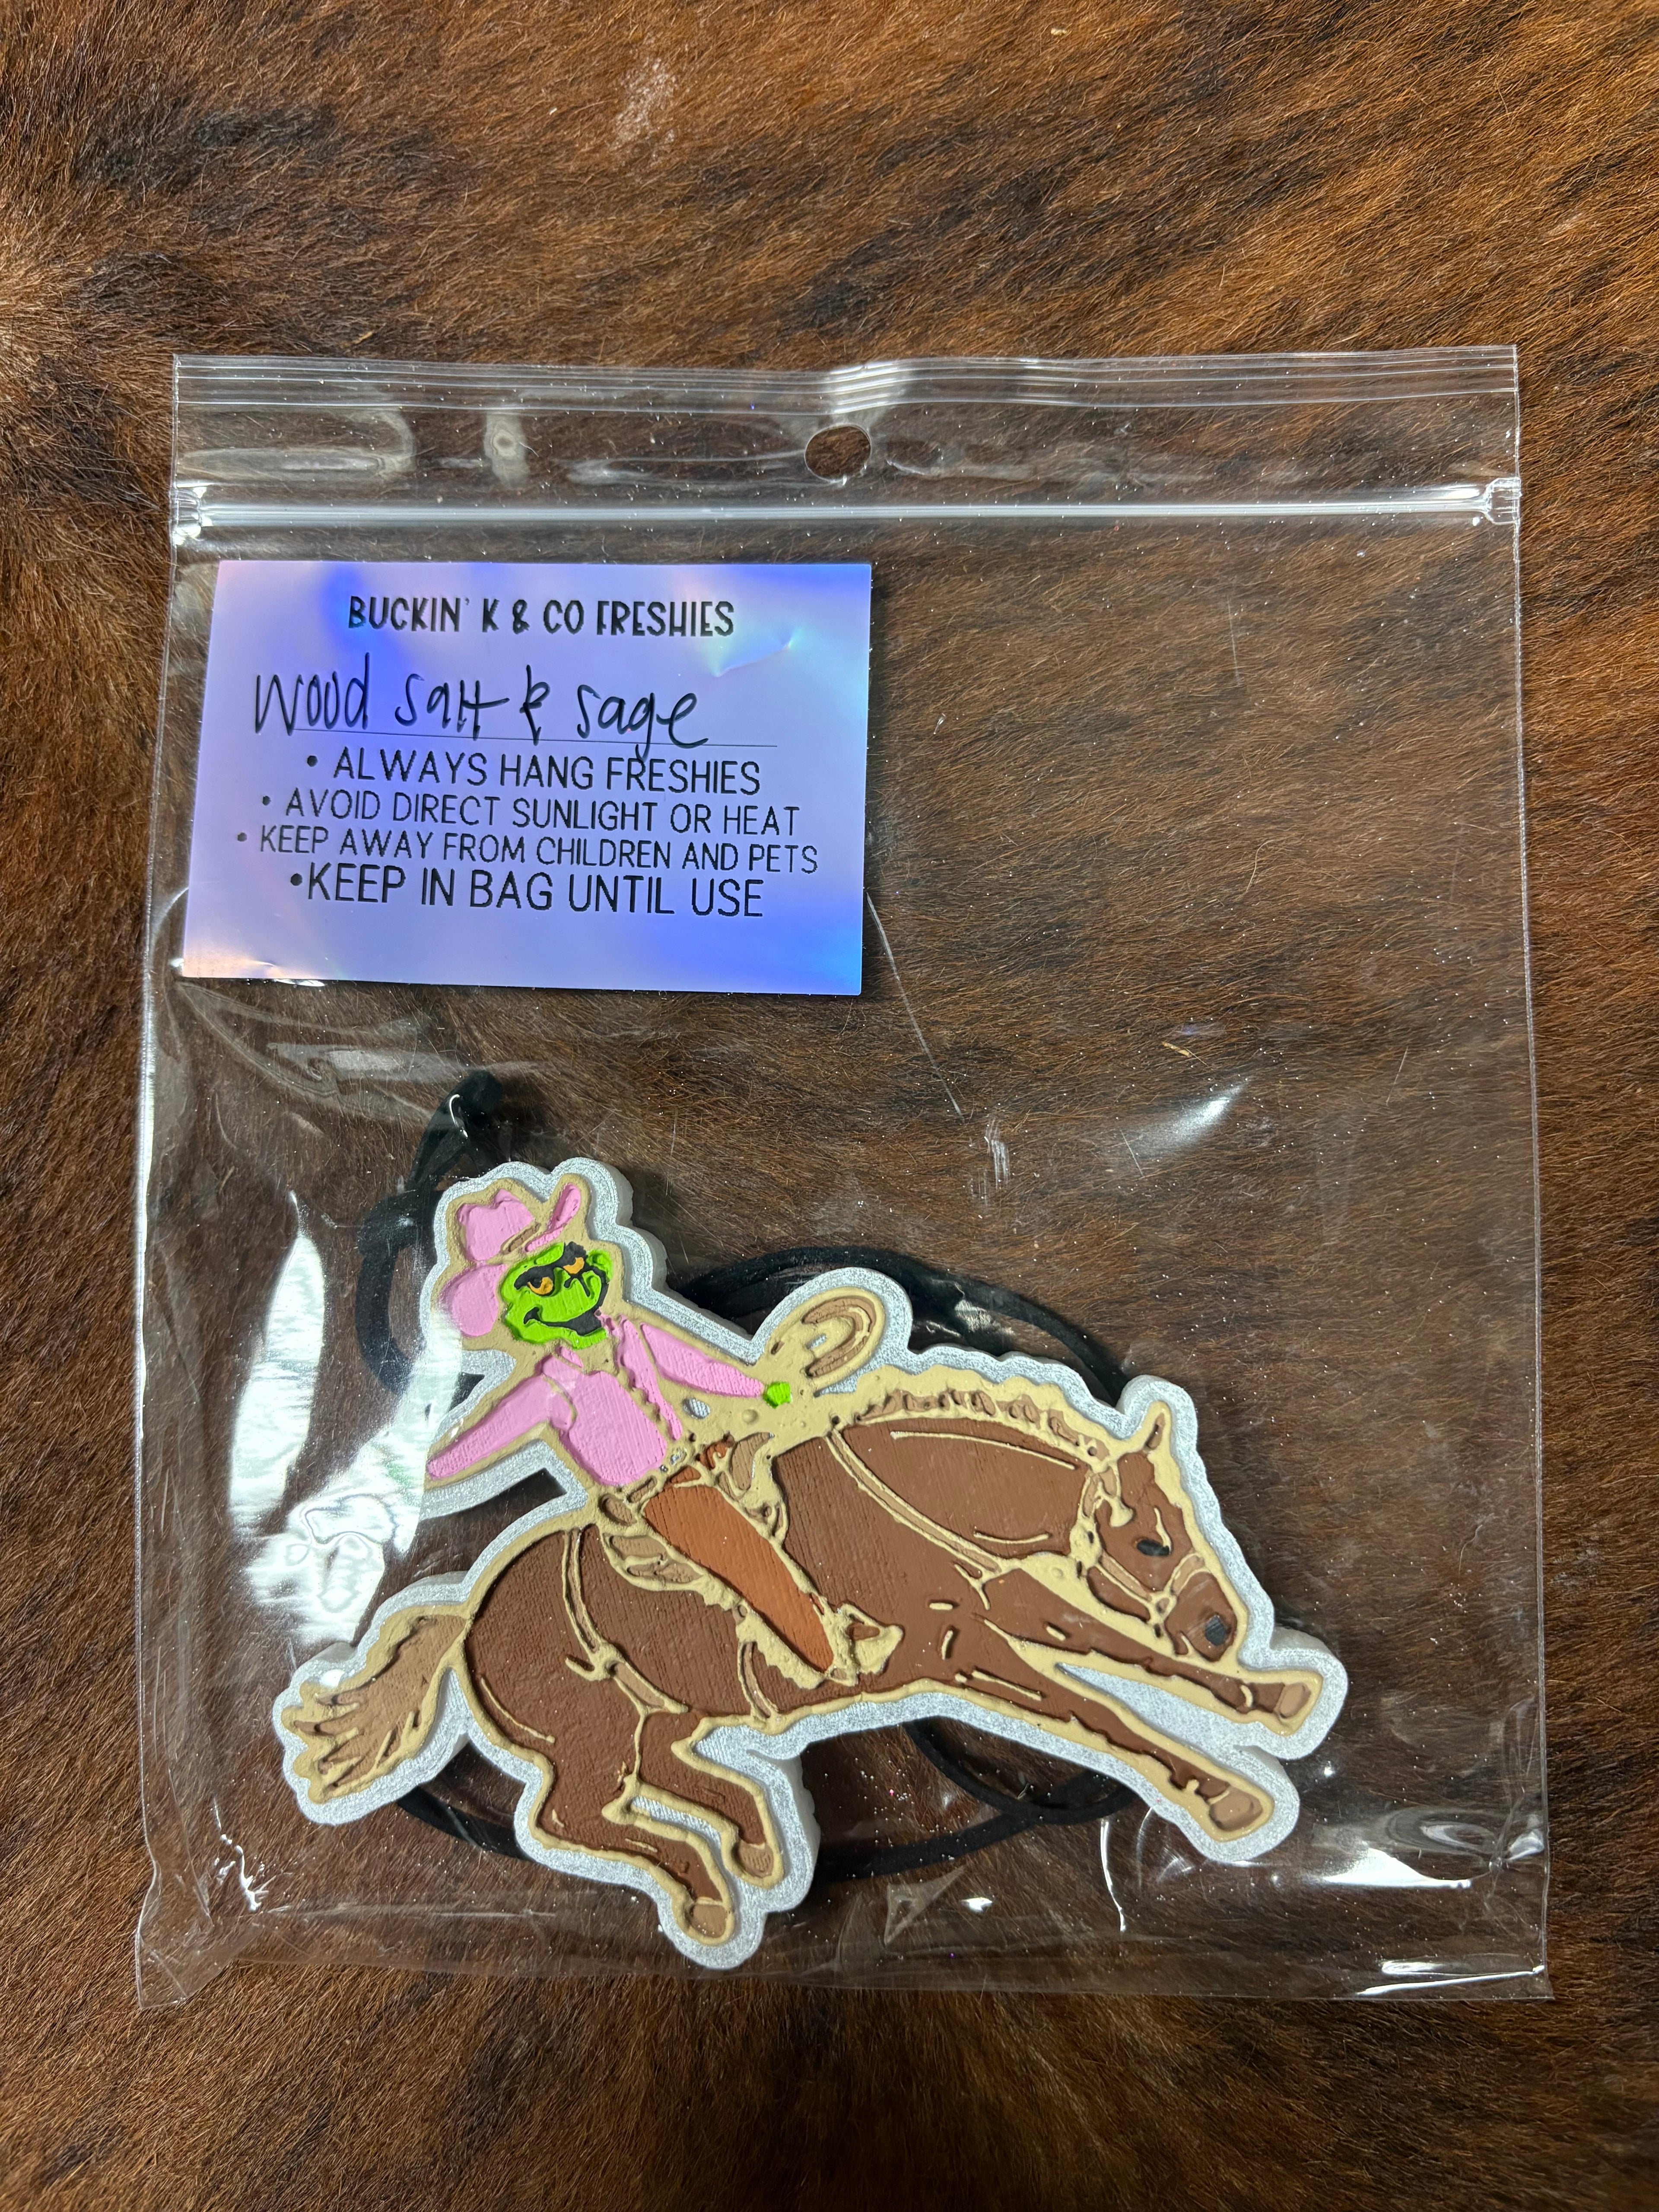 BUCKIN' K & CO FRESHIES
Wood Salt & Sage
• ALWAYS HANG FRESHIES
• AVOID DIRECT SUNLIGHT OR HEAT
• KEEP AWAY FROM CHILDREN AND PETS
•KEEP IN BAG UNTIL USE